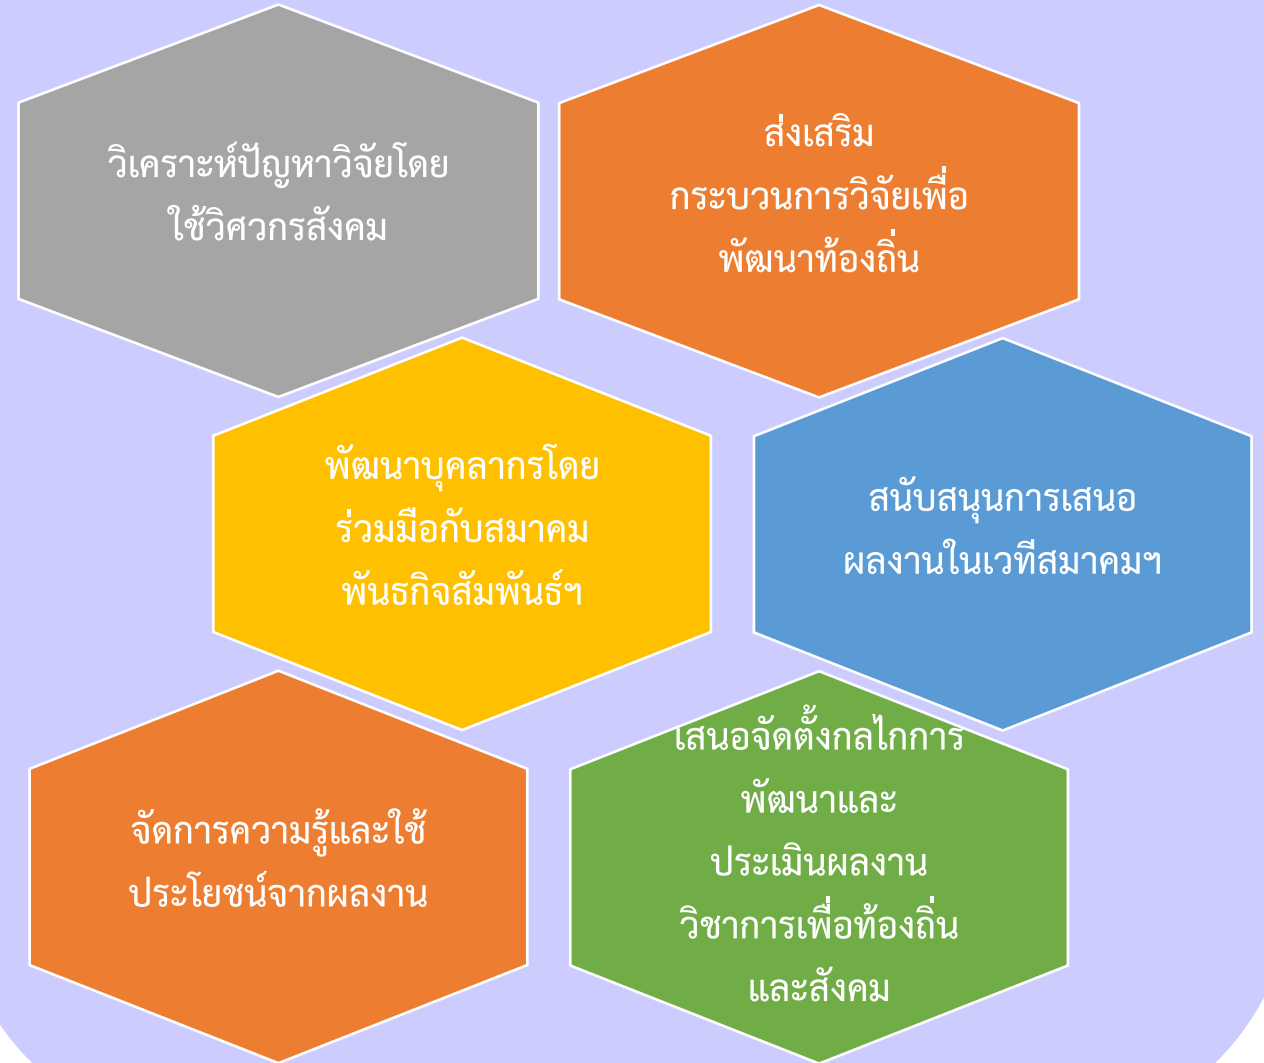 วิเคราะห์ปัญหาวิจัยโดย
ใช้วิศวกรสังคม
ส่งเสริม
กระบวนการวิจัยเพื่อ
พัฒนาท้องถิ่น
พัฒนาบุคลากรโดย
ร่วมมือกับสมาคม
พันธกิจสัมพันธ์ฯ
สนับสนุนการเสนอ
ผลงานในเวทีสมาคมฯ
จัดการความรู้และใช้
ประโยชน์จากผลงาน
เสนอจัดตั้งกลไกการ
พัฒนาและ
ประเมินผลงาน
วิชาการเพื่อท้องถิ่น
และสังคม